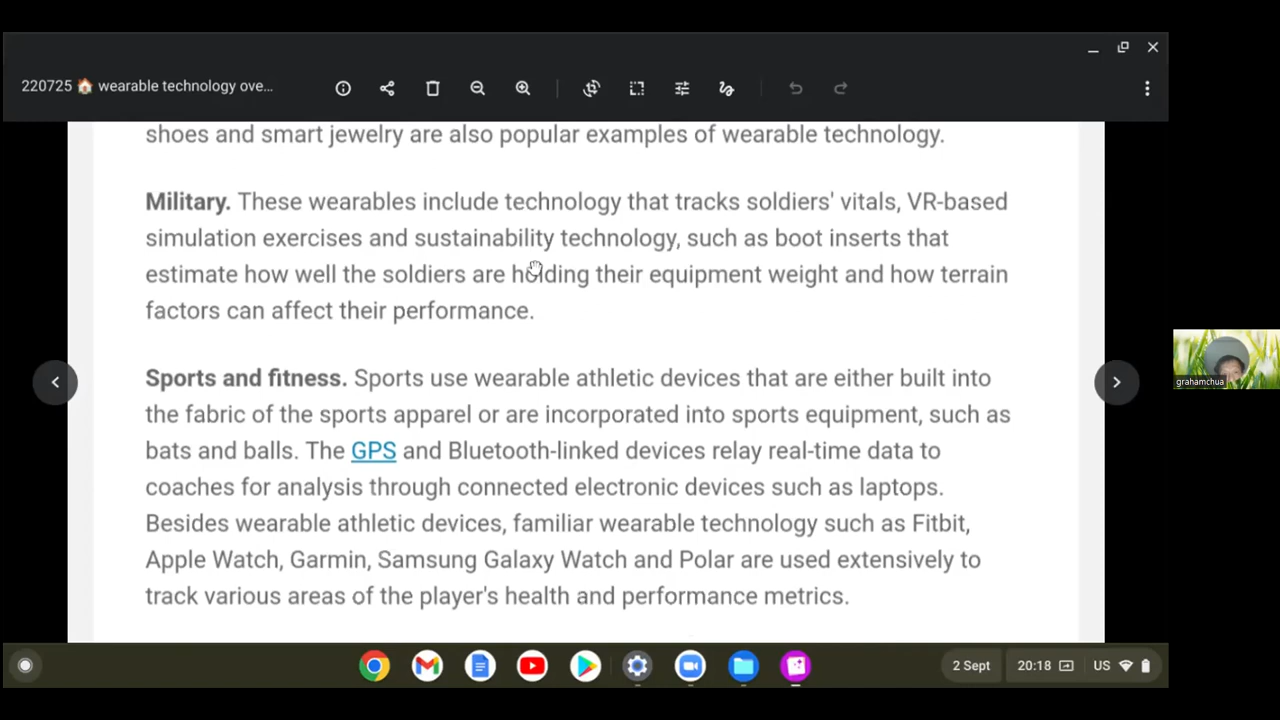 220725 🏠 wearable technology ove...
shoes and smart jewelry are also popular examples of wearable technology.
Military. These wearables include technology that tracks soldiers' vitals, VR-based
simulation exercises and sustainability technology, such as boot inserts that
estimate how well the soldiers are holding their equipment weight and how terrain
factors can affect their performance.
Sports and fitness. Sports use wearable athletic devices that are either built into
the fabric of the sports apparel or are incorporated into sports equipment, such as
bats and balls. The GPS and Bluetooth-linked devices relay real-time data to
coaches for analysis through connected electronic devices such as laptops.
Besides wearable athletic devices, familiar wearable technology such as Fitbit,
Apple Watch, Garmin, Samsung Galaxy Watch and Polar are used extensively to
track various areas of the player's health and performance metrics.
grahamchua
2 Sept 20:18 US